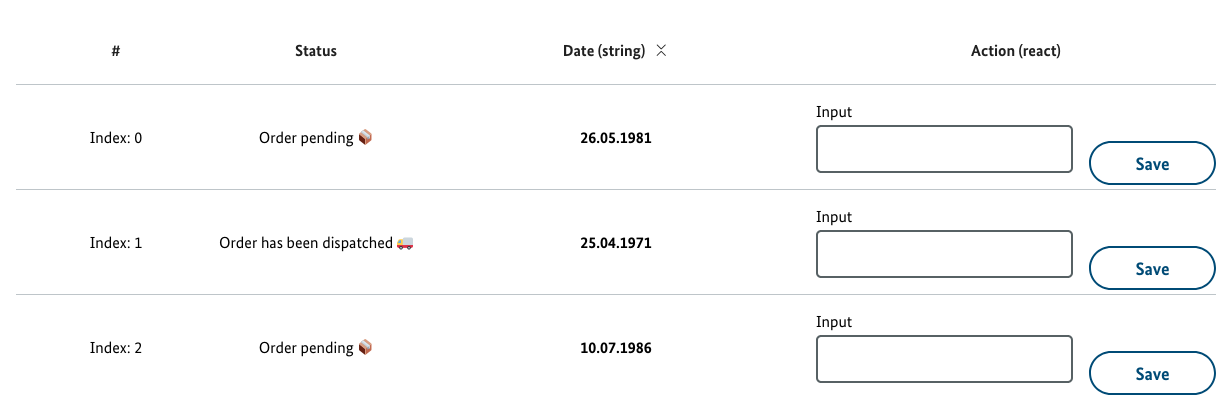 # Status Date (string) Action (react)
Input
Index: 0 Order pending 📦 26.05.1981
Save
Input
Index: 1 Order has been dispatched 🚚 25.04.1971
Save
Input
Index: 2 Order pending 📦 10.07.1986
Save